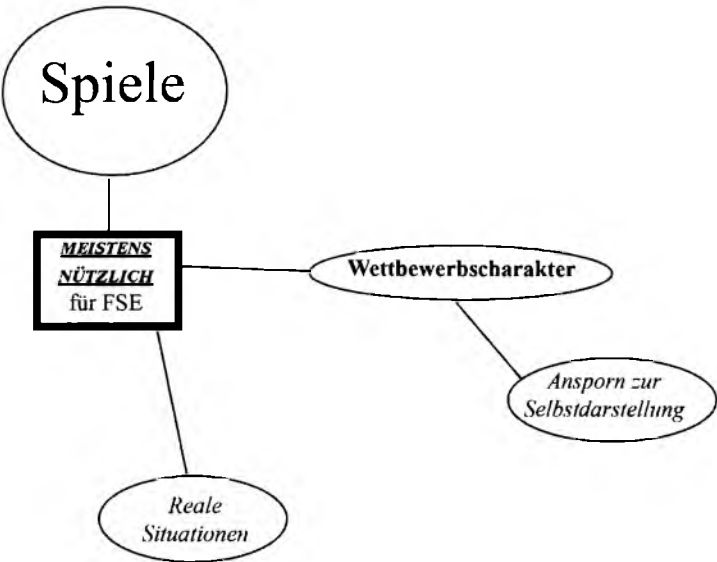 Spiele
MEISTENS
NÜTZLICH
für FSE
Wettbewerbscharakter
Ansporn zur
Selbstdarstellung
Reale
Situationen